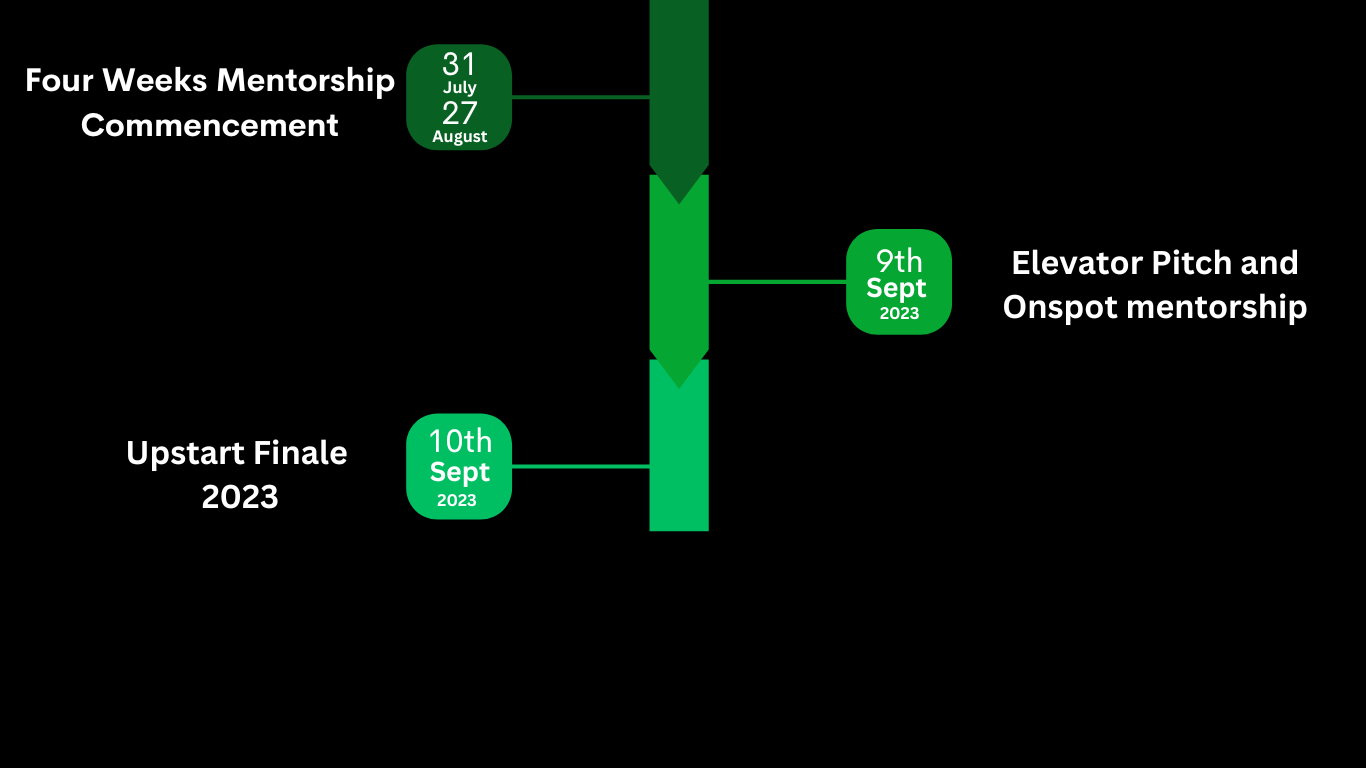 Four Weeks Mentorship
Commencement
31
July
27
August
9th
Sept
2023
Elevator Pitch and
Onspot mentorship
Upstart Finale
2023
10th
Sept
2023